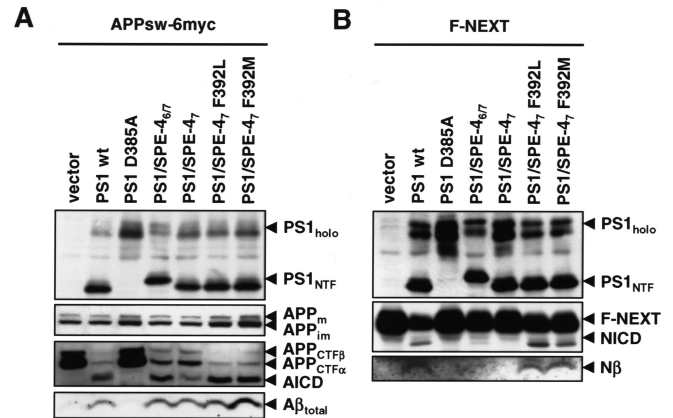 A
APPsw-6myc
vector
PS1 wt
PS1 D385A
PS1/SPE-4₆/₇
PS1/SPE-4₇
PS1/SPE-4₇ F392L
PS1/SPE-4₇ F392M
PS1holo
PS1NTF
APPm
APPim
APPCTFβ
APPCTFα
AICD
Aβtotal
B
F-NEXT
vector
PS1 wt
PS1 D385A
PS1/SPE-4₆/₇
PS1/SPE-4₇
PS1/SPE-4₇ F392L
PS1/SPE-4₇ F392M
PS1holo
PS1NTF
F-NEXT
NICD
Nβ